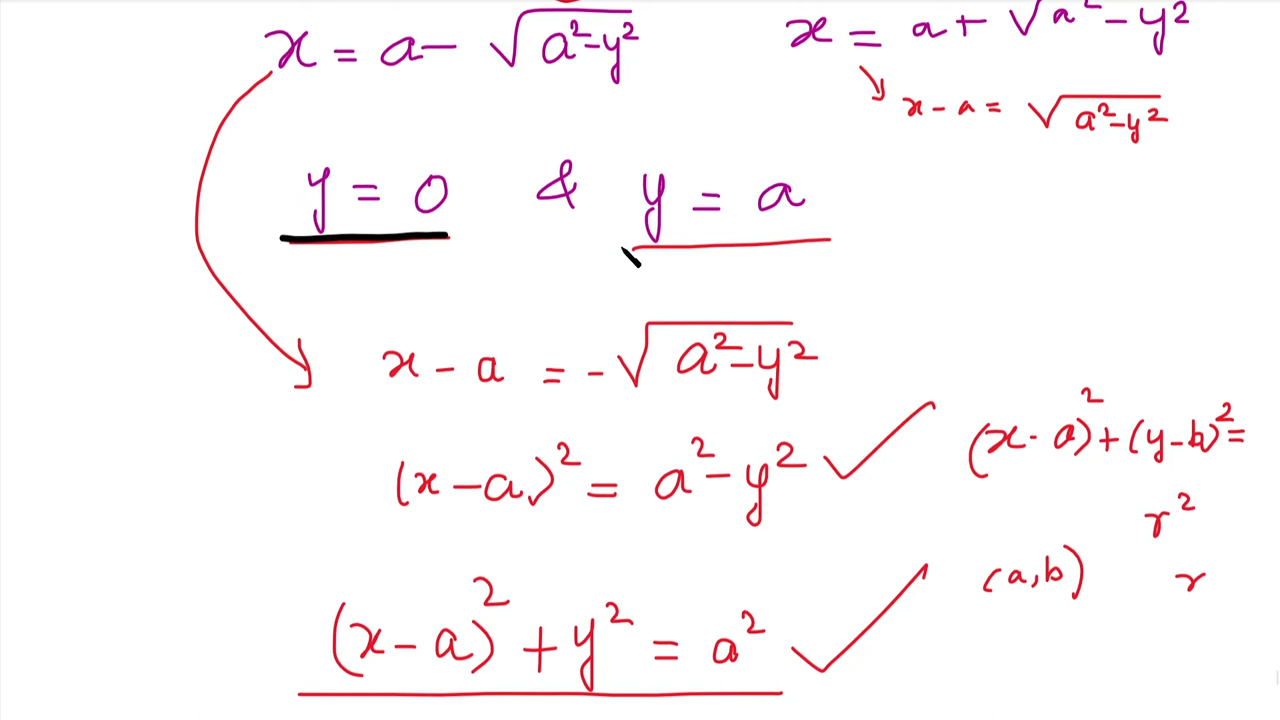 x = a - √(a²-y²)    x = a + √(a²-y²)
x - a = √(a²-y²)
y = 0 & y = a
x - a = -√(a²-y²)
(x-a)² = a² - y²    (x-a)² + (y-b)² =
r²
(a,b)    r
(x-a)² + y² = a²